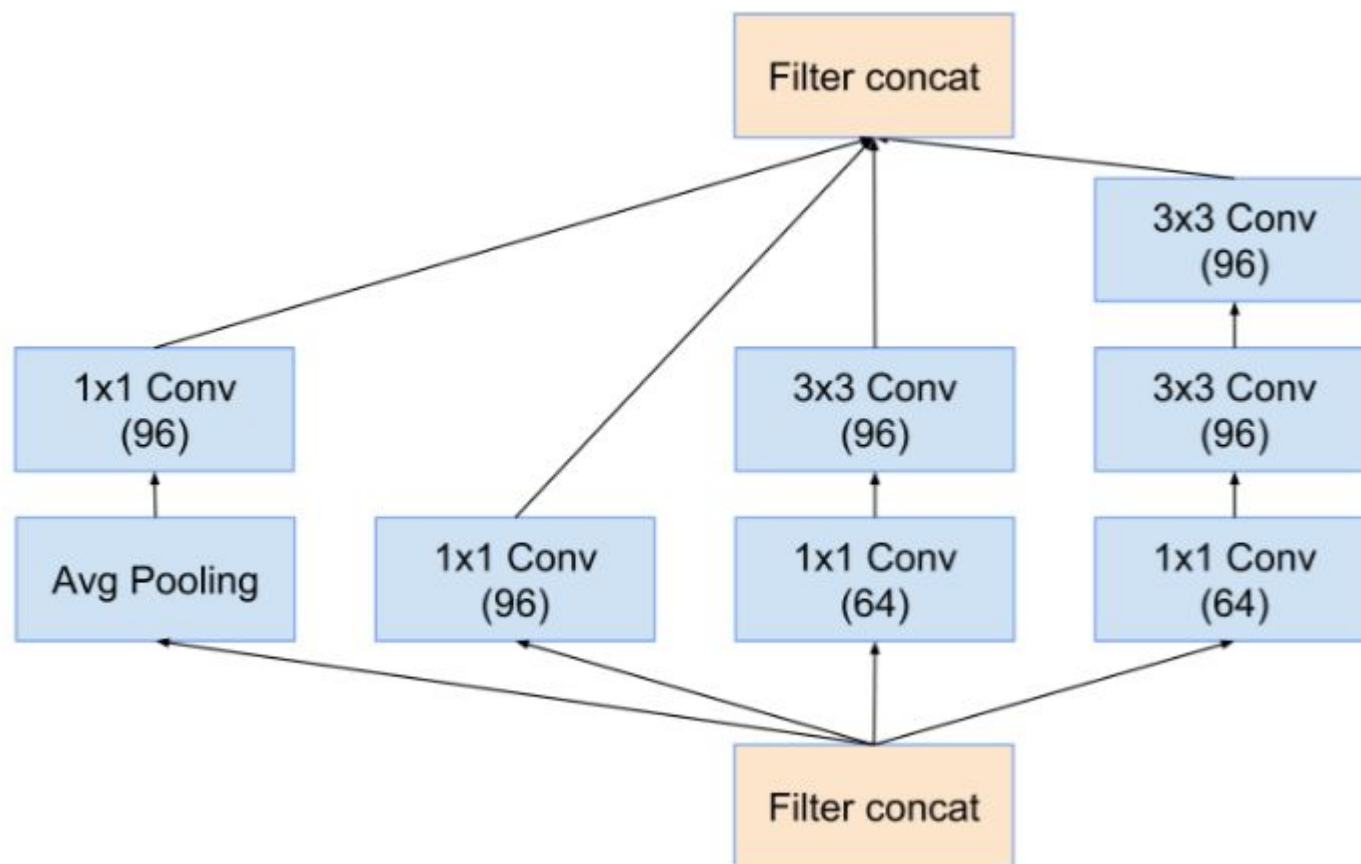 Filter concat
3x3 Conv
(96)
1x1 Conv
(96)
3x3 Conv
(96)
3x3 Conv
(96)
Avg Pooling
1x1 Conv
(96)
1x1 Conv
(64)
1x1 Conv
(64)
Filter concat